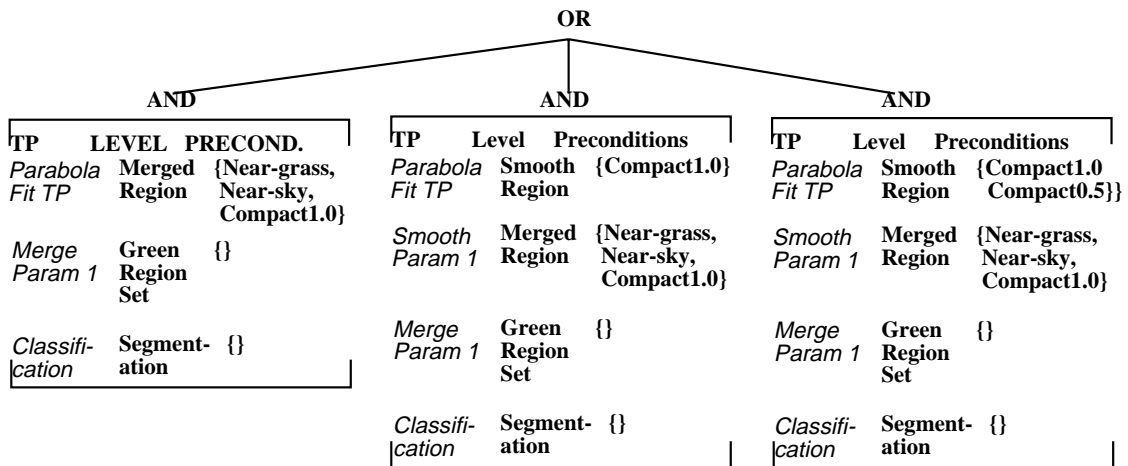 OR
AND
TP LEVEL PRECOND.
Parabola Merged {Near-grass,
Fit TP Region Near-sky,
Compact1.0}
Merge Green {}
Param 1 Region
Set
Classifi- Segment- {}
cation ation
AND
TP Level Preconditions
Parabola Smooth {Compact1.0}
Fit TP Region
Smooth Merged {Near-grass,
Param 1 Region Near-sky,
Compact1.0}
Merge Green {}
Param 1 Region
Set
Classifi- Segment- {}
cation ation
AND
TP Level Preconditions
Parabola Smooth {Compact1.0
Fit TP Region Compact0.5}}
Smooth Merged {Near-grass,
Param 1 Region Near-sky,
Compact1.0}
Merge Green {}
Param 1 Region
Set
Classifi- Segment- {}
cation ation